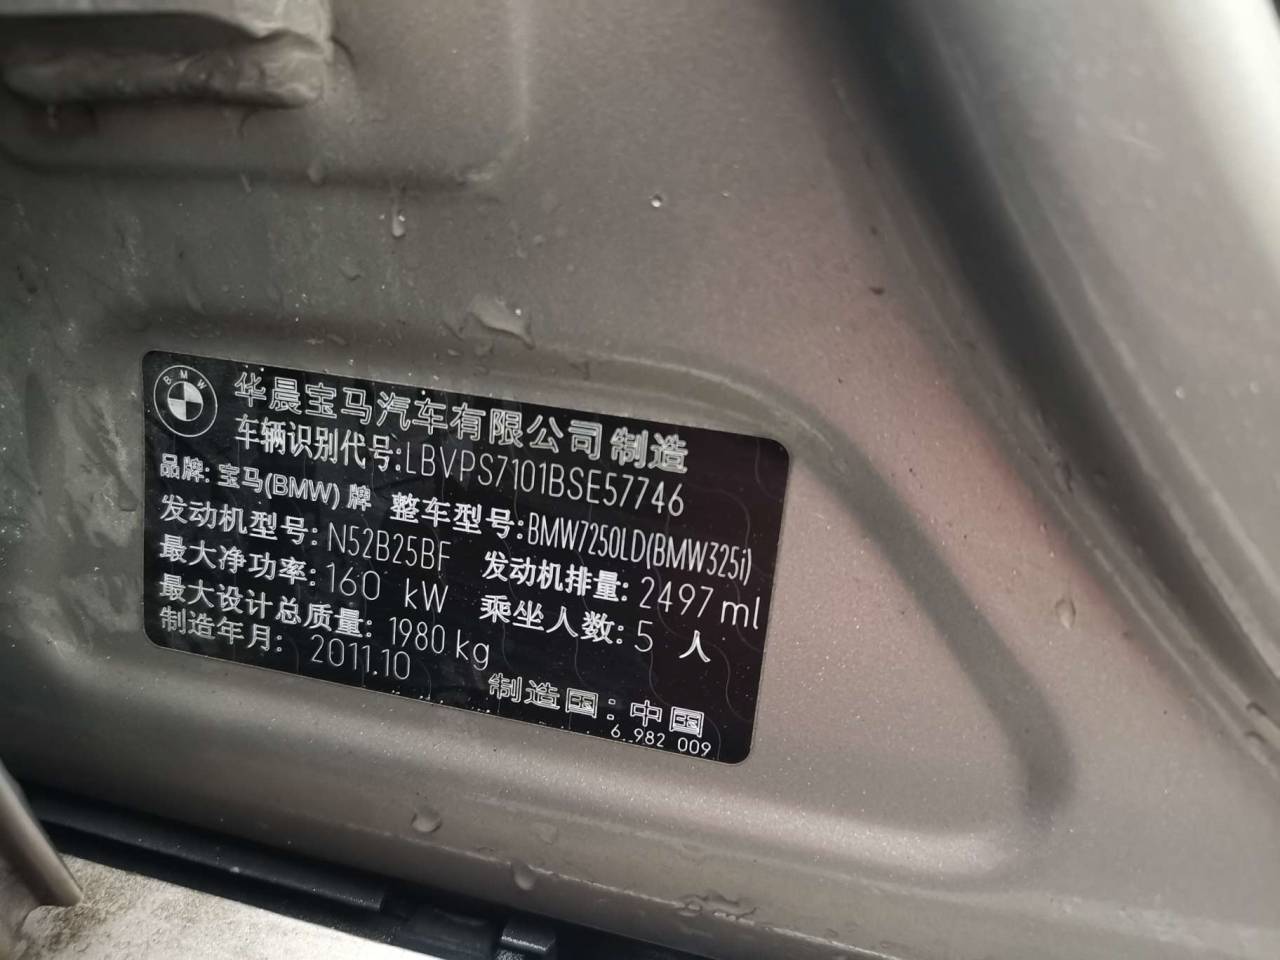 BMW
华晨宝马汽车有限公司制造
车辆识别代号:LBVPS7101BSE57746
品牌: 宝马(BMW) 牌 整车型号:BMW7250LD(BMW325i)
发动机型号: N52B25BF 发动机排量: 2497 ml
最大净功率: 160 kW 乘坐人数: 5 人
最大设计总质量: 1980 kg
制造年月: 2011.10
制造国: 中国
6 982 009